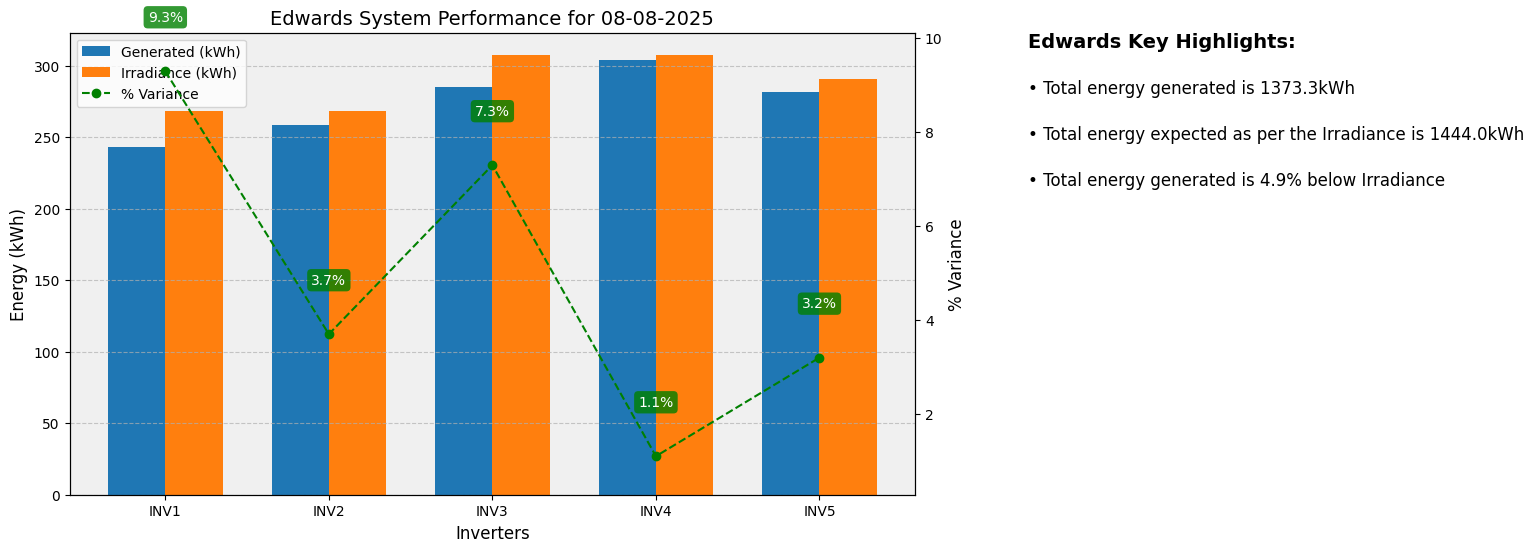 Edwards System Performance for 08-08-2025
9.3%
Generated (kWh)
Irradiance (kWh)
% Variance
7.3%
3.7%
3.2%
1.1%
Energy (kWh)
300
250
200
150
100
50
0
10
8
6
4
2
% Variance
INV1 INV2 INV3 INV4 INV5
Inverters
Edwards Key Highlights:
• Total energy generated is 1373.3kWh
• Total energy expected as per the Irradiance is 1444.0kWh
• Total energy generated is 4.9% below Irradiance